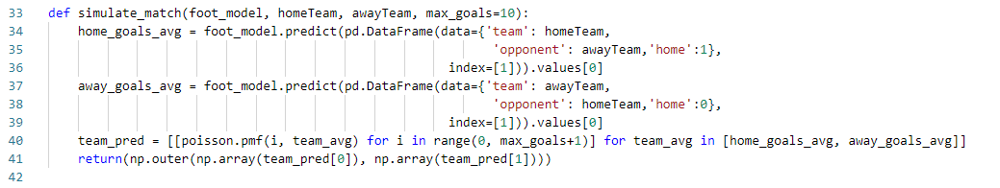 33 def simulate_match(foot_model, homeTeam, awayTeam, max_goals=10):
34     home_goals_avg = foot_model.predict(pd.DataFrame(data={'team': homeTeam,
35                                                            'opponent': awayTeam,'home':1},
36                                                      index=[1])).values[0]
37     away_goals_avg = foot_model.predict(pd.DataFrame(data={'team': awayTeam,
38                                                            'opponent': homeTeam,'home':0},
39                                                      index=[1])).values[0]
40     team_pred = [[poisson.pmf(i, team_avg) for i in range(0, max_goals+1)] for team_avg in [home_goals_avg, away_goals_avg]]
41     return(np.outer(np.array(team_pred[0]), np.array(team_pred[1])))
42